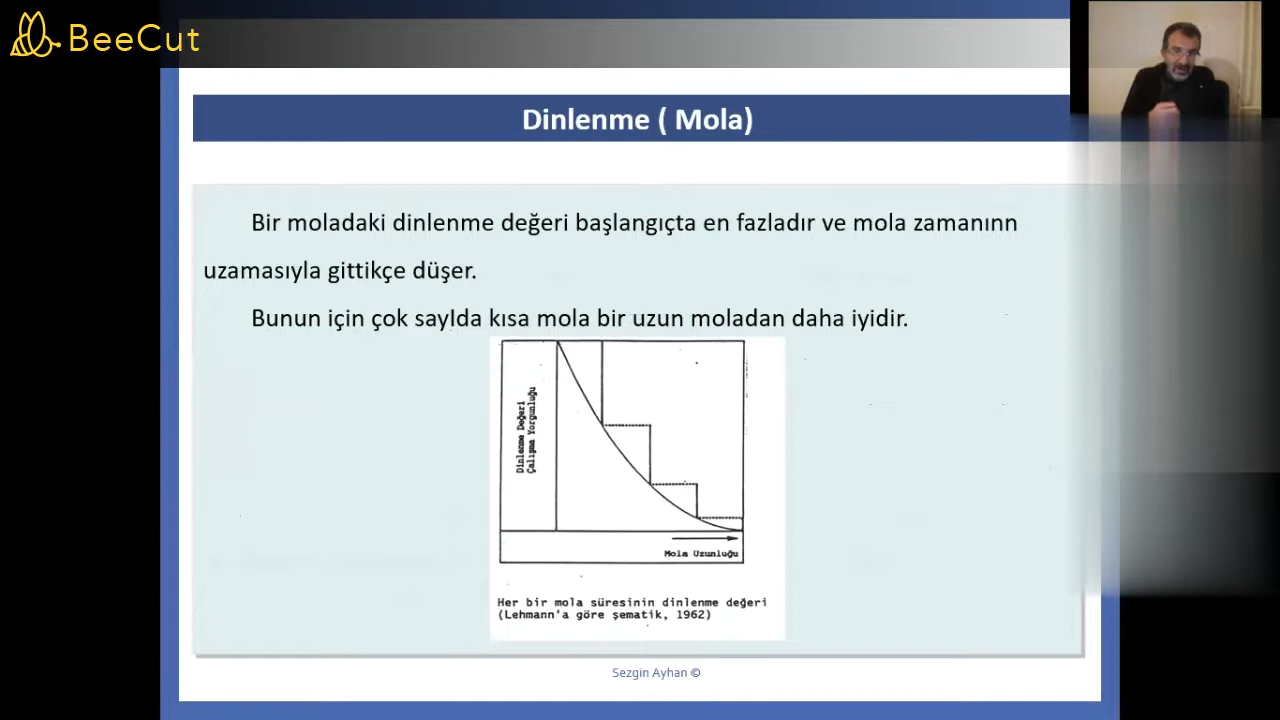 BeeCut
Dinlenme ( Mola)
Bir moladaki dinlenme değeri başlangıçta en fazladır ve mola zamanınn
uzamasıyla gittikçe düşer.
Bunun için çok sayIda kısa mola bir uzun moladan daha iyidir.
Dinlenme Değeri
Çalışma Yorgunluğu
Mola Uzunluğu
Her bir mola süresinin dinlenme değeri
(Lehmann'a göre şematik, 1962)
Sezgin Ayhan ©